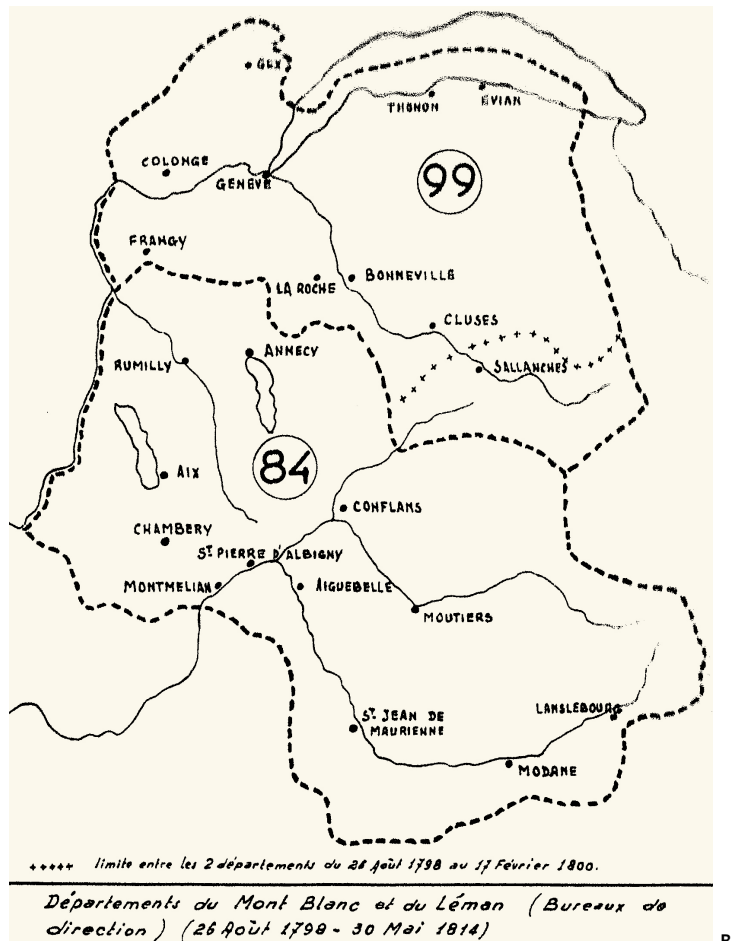 GEX
THONON
EVIAN
COLONGE
GENEVE
99
FRANGY
LA ROCHE
BONNEVILLE
CLUSES
ANNECY
RUMILLY
SALLANCHES
84
AIX
CONFLANS
CHAMBERY
ST PIERRE D'ALBIGNY
MONTMELIAN
AIGUEBELLE
MOUTIERS
LANSLEBOURG
ST JEAN DE
MAURIENNE
MODANE
+++++ limite entre les 2 départements du 26 Août 1798 au 17 Février 1800.
Départements du Mont Blanc et du Léman (Bureaux de
direction) (26 Août 1798 - 30 Mai 1814)